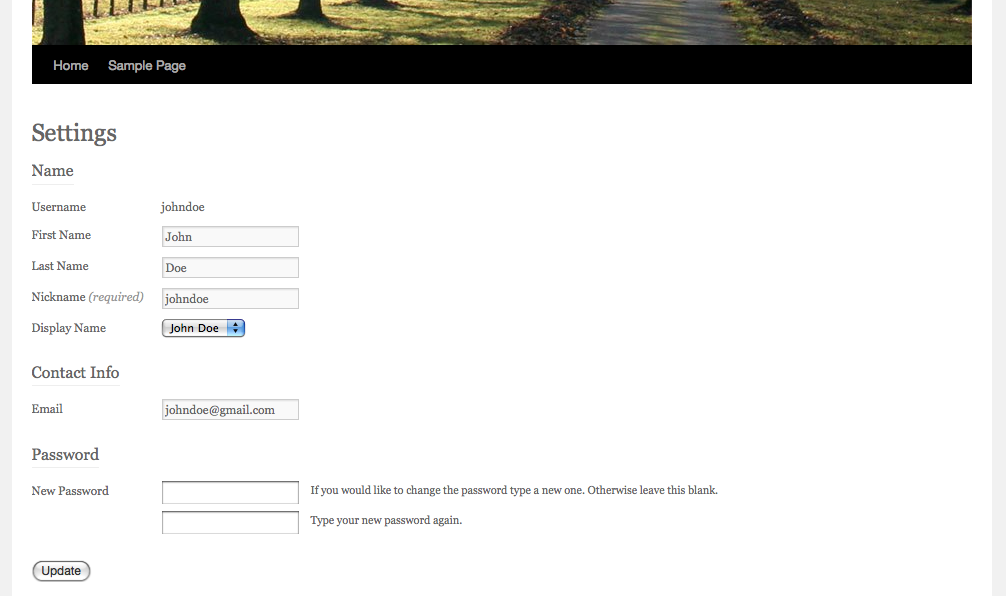 Home Sample Page
Settings
Name
Username johndoe
First Name John
Last Name Doe
Nickname (required) johndoe
Display Name John Doe
Contact Info
Email johndoe@gmail.com
Password
New Password If you would like to change the password type a new one. Otherwise leave this blank.
Type your new password again.
Update